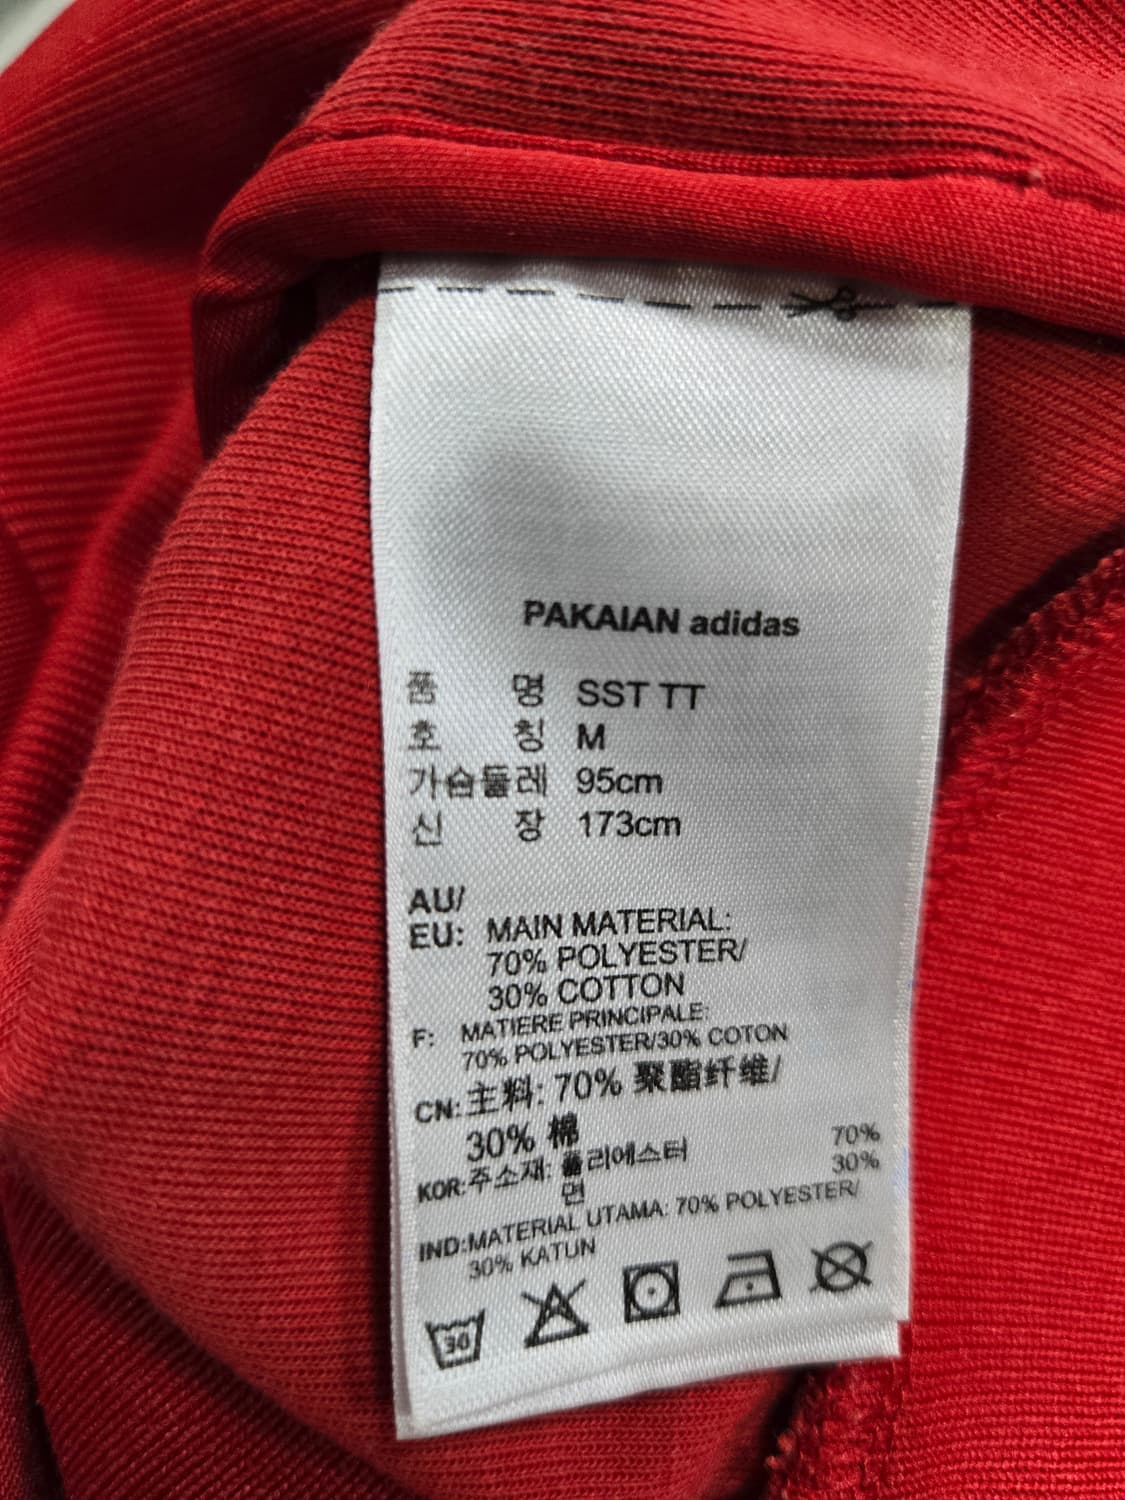 PAKAIAN adidas
품 명 SST TT
호 칭 M
가슴둘레 95cm
신 장 173cm
AU/
EU: MAIN MATERIAL:
70% POLYESTER/
30% COTTON
F: MATIERE PRINCIPALE:
70% POLYESTER/30% COTON
CN: 主料: 70% 聚酯纤维/
30% 棉
KOR: 주소재: 폴리에스터 70%
면 30%
IND: MATERIAL UTAMA: 70% POLYESTER/
30% KATUN
30